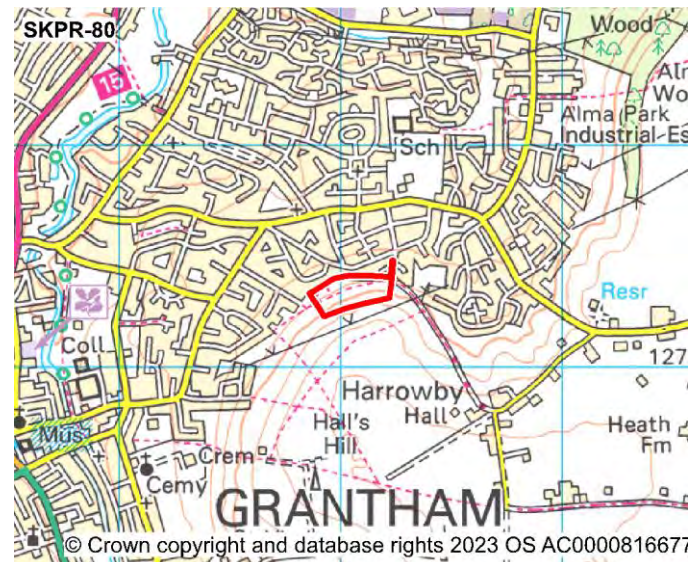 SKPR-80
Wood
15
Alma Park
Industrial Es
Sch
Resr
Coll
127
Harrowby
Hall
Hall's
Hill
Heath
Fm
Mus
Crem
Cemy
GRANTHAM
© Crown copyright and database rights 2023 OS AC0000816677